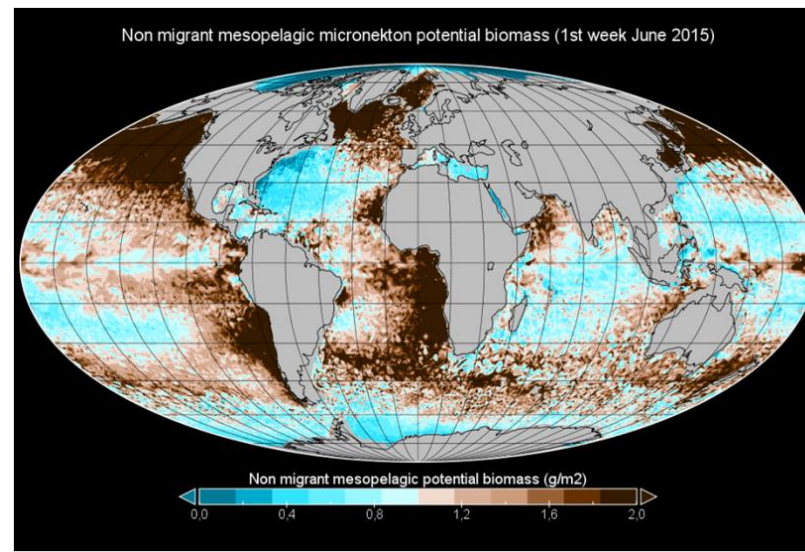 Non migrant mesopelagic micronekton potential biomass (1st week June 2015)
Non migrant mesopelagic potential biomass (g/m2)
0,0 0,4 0,8 1,2 1,6 2,0